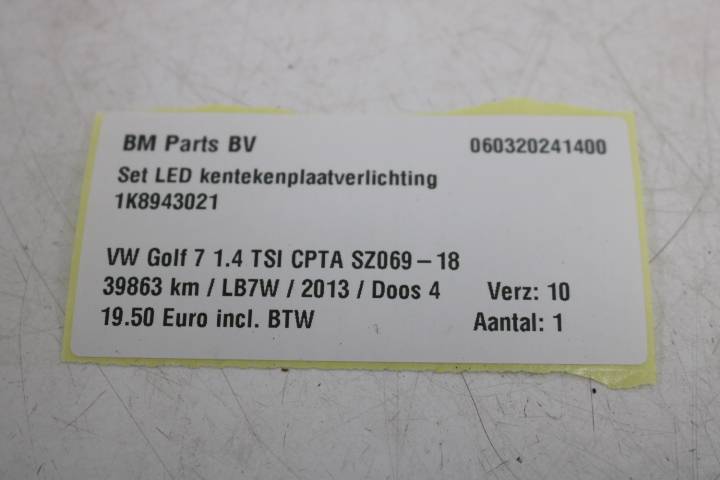 BM Parts BV 060320241400
Set LED kentekenplaatverlichting
1K8943021
VW Golf 7 1.4 TSI CPTA SZ069-18
39863 km / LB7W / 2013 / Doos 4 Verz: 10
19.50 Euro incl. BTW Aantal: 1